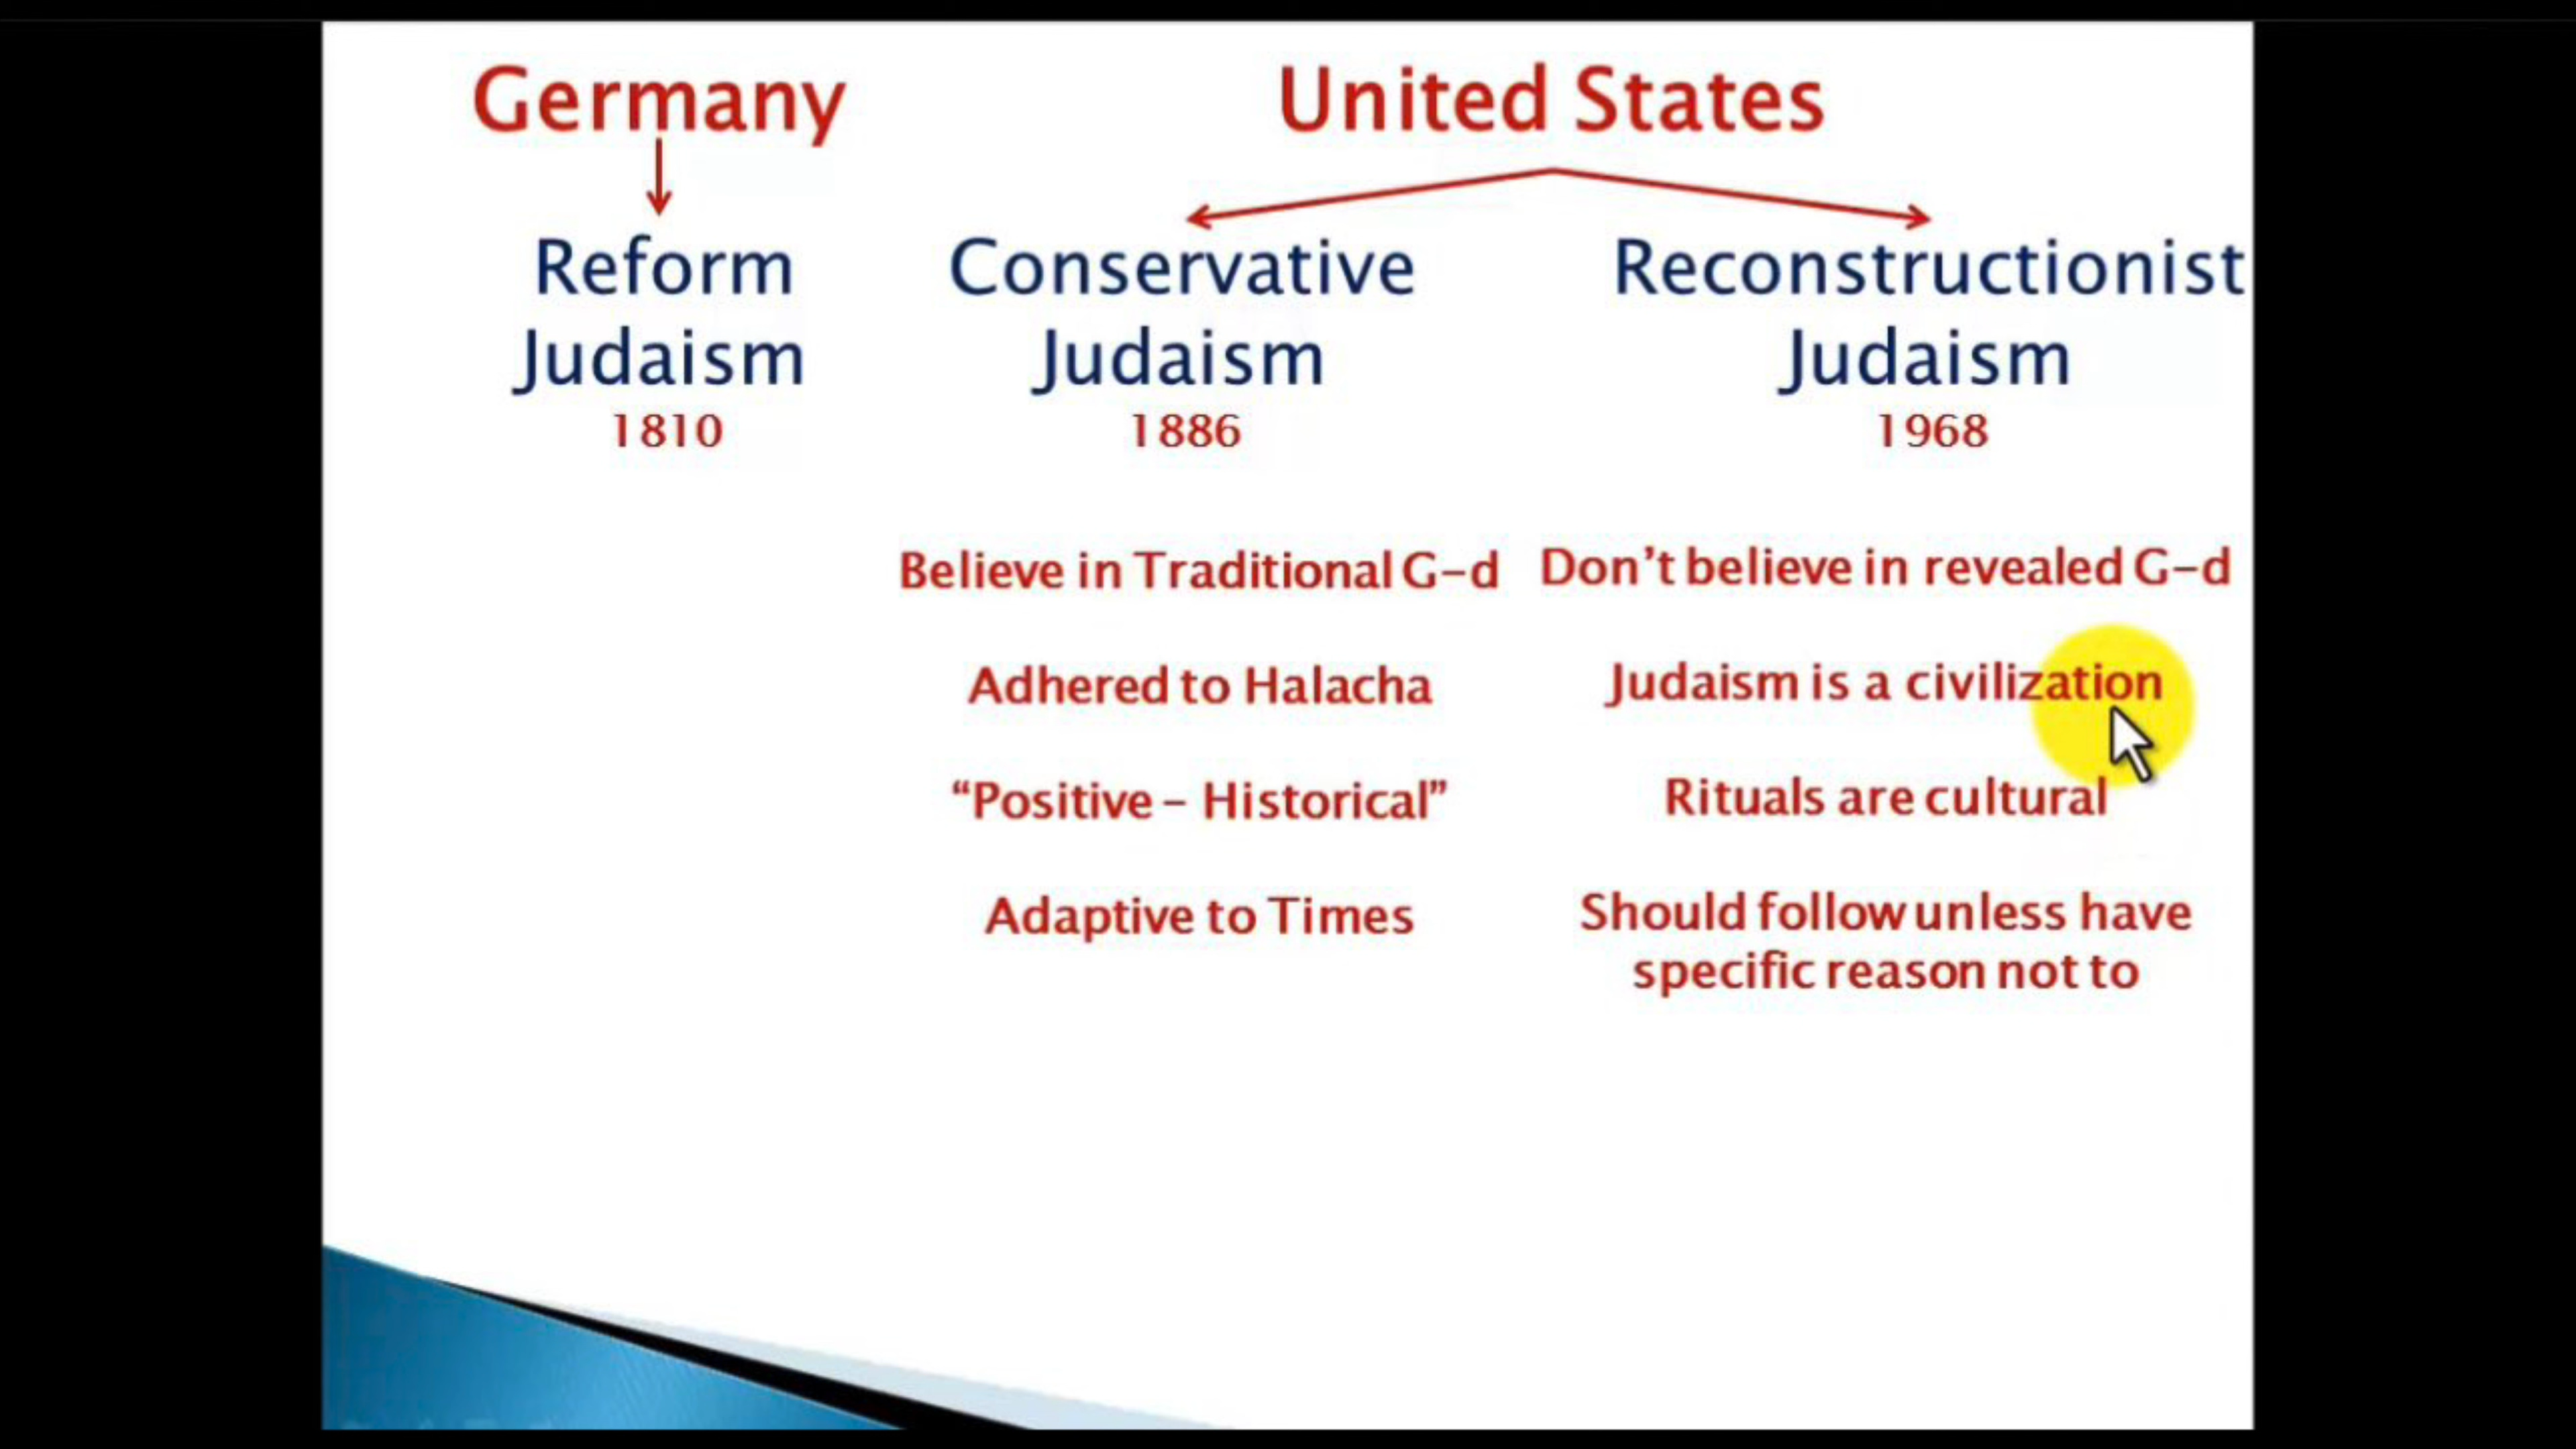 Germany
United States
Reform
Judaism
1810
Conservative
Judaism
1886
Reconstructionist
Judaism
1968
Believe in Traditional G-d
Adhered to Halacha
“Positive – Historical”
Adaptive to Times
Don’t believe in revealed G-d
Judaism is a civilization
Rituals are cultural
Should follow unless have
specific reason not to